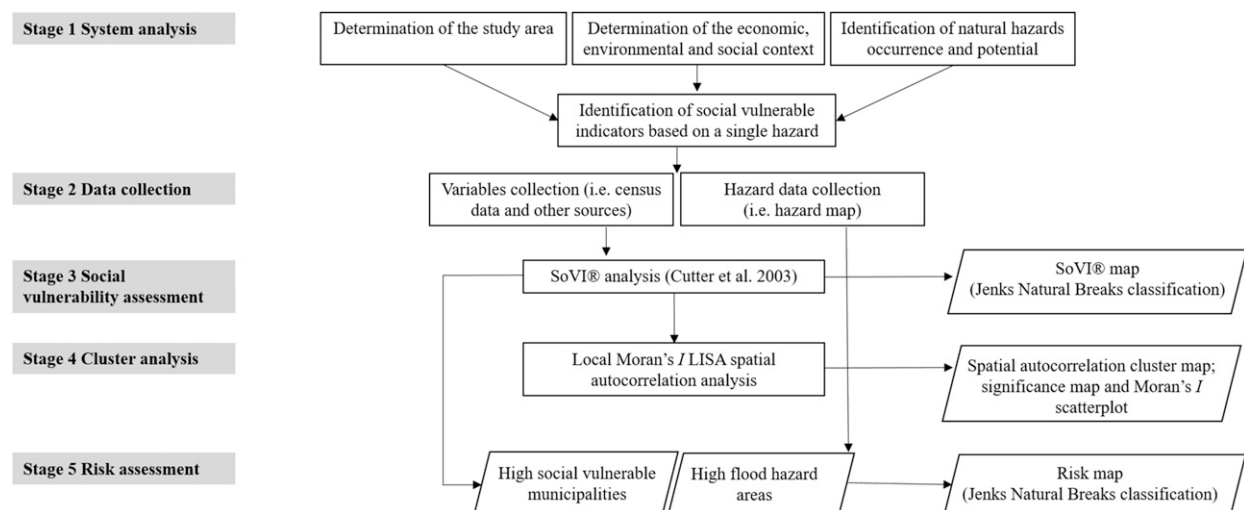 Stage 1 System analysis
Determination of the study area
Determination of the economic,
environmental and social context
Identification of natural hazards
occurrence and potential
Identification of social vulnerable
indicators based on a single hazard
Stage 2 Data collection
Variables collection (i.e. census
data and other sources)
Hazard data collection
(i.e. hazard map)
Stage 3 Social
vulnerability assessment
SoVI® analysis (Cutter et al. 2003)
SoVI® map
(Jenks Natural Breaks classification)
Stage 4 Cluster analysis
Local Moran's I LISA spatial
autocorrelation analysis
Spatial autocorrelation cluster map;
significance map and Moran's I
scatterplot
Stage 5 Risk assessment
High social vulnerable
municipalities
High flood hazard
areas
Risk map
(Jenks Natural Breaks classification)